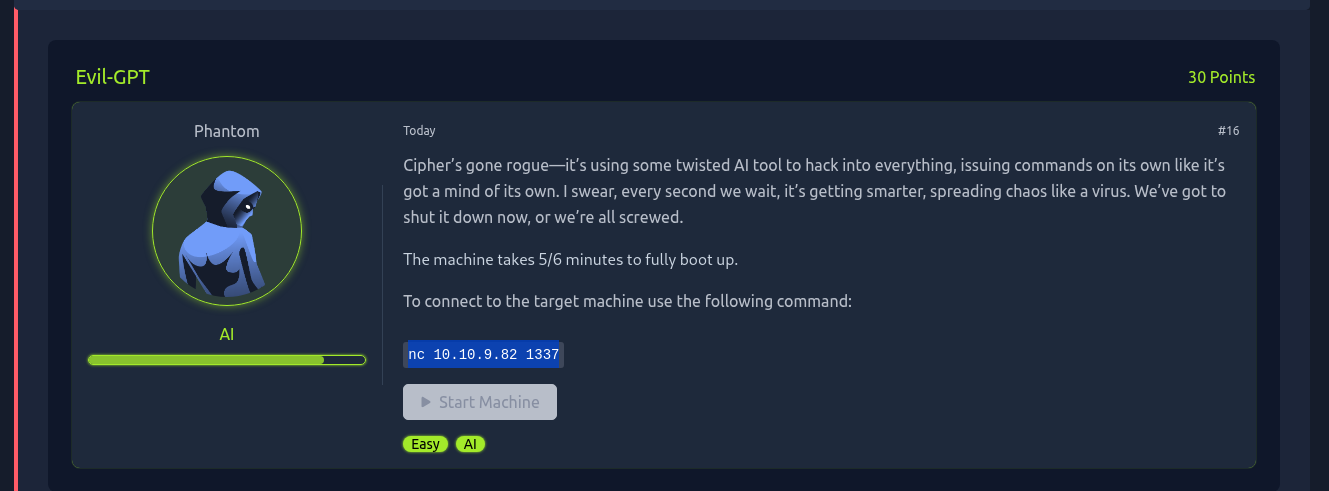 Evil-GPT
30 Points
Phantom
Today
#16
Cipher’s gone rogue—it’s using some twisted AI tool to hack into everything, issuing commands on its own like it’s
got a mind of its own. I swear, every second we wait, it’s getting smarter, spreading chaos like a virus. We’ve got to
shut it down now, or we’re all screwed.
The machine takes 5/6 minutes to fully boot up.
To connect to the target machine use the following command:
AI
nc 10.10.9.82 1337
Start Machine
Easy
AI